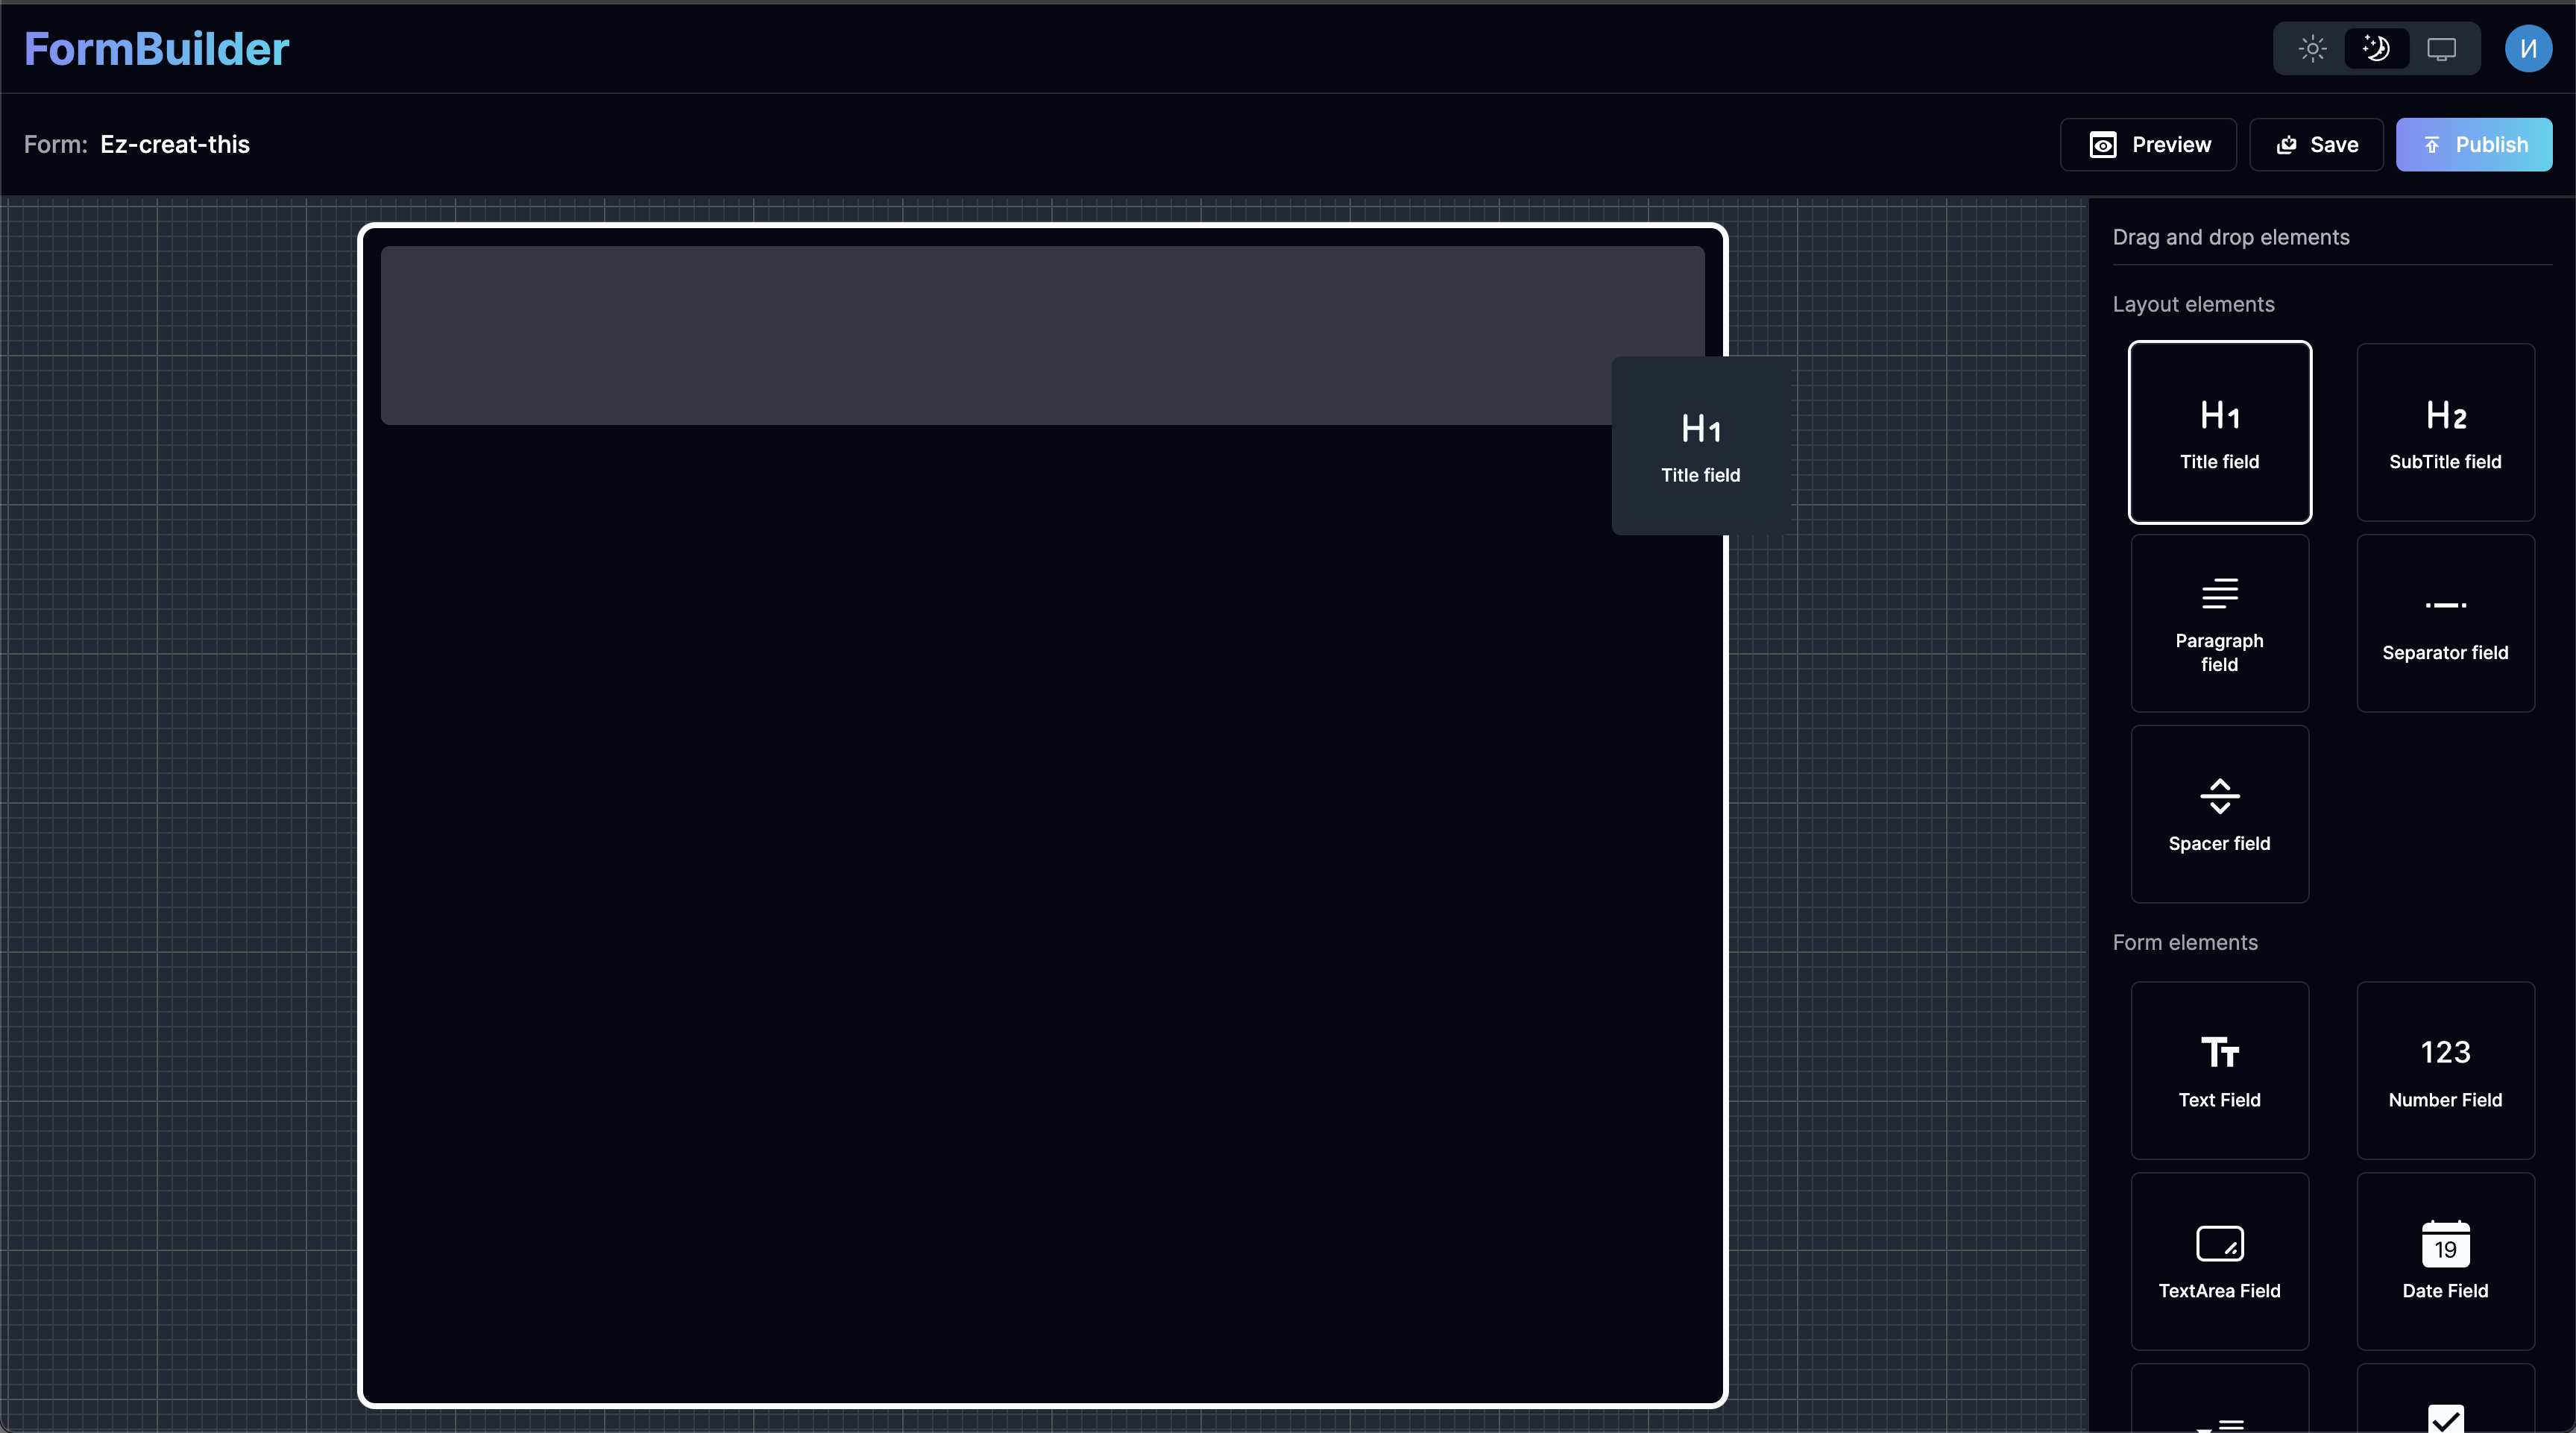 FormBuilder
И
Form: Ez-creat-this
Preview
Save
Publish
Drag and drop elements
Layout elements
H1
Title field
H2
SubTitle field
H1
Title field
Paragraph
field
Separator field
Spacer field
Form elements
Tт
Text Field
123
Number Field
TextArea Field
19
Date Field